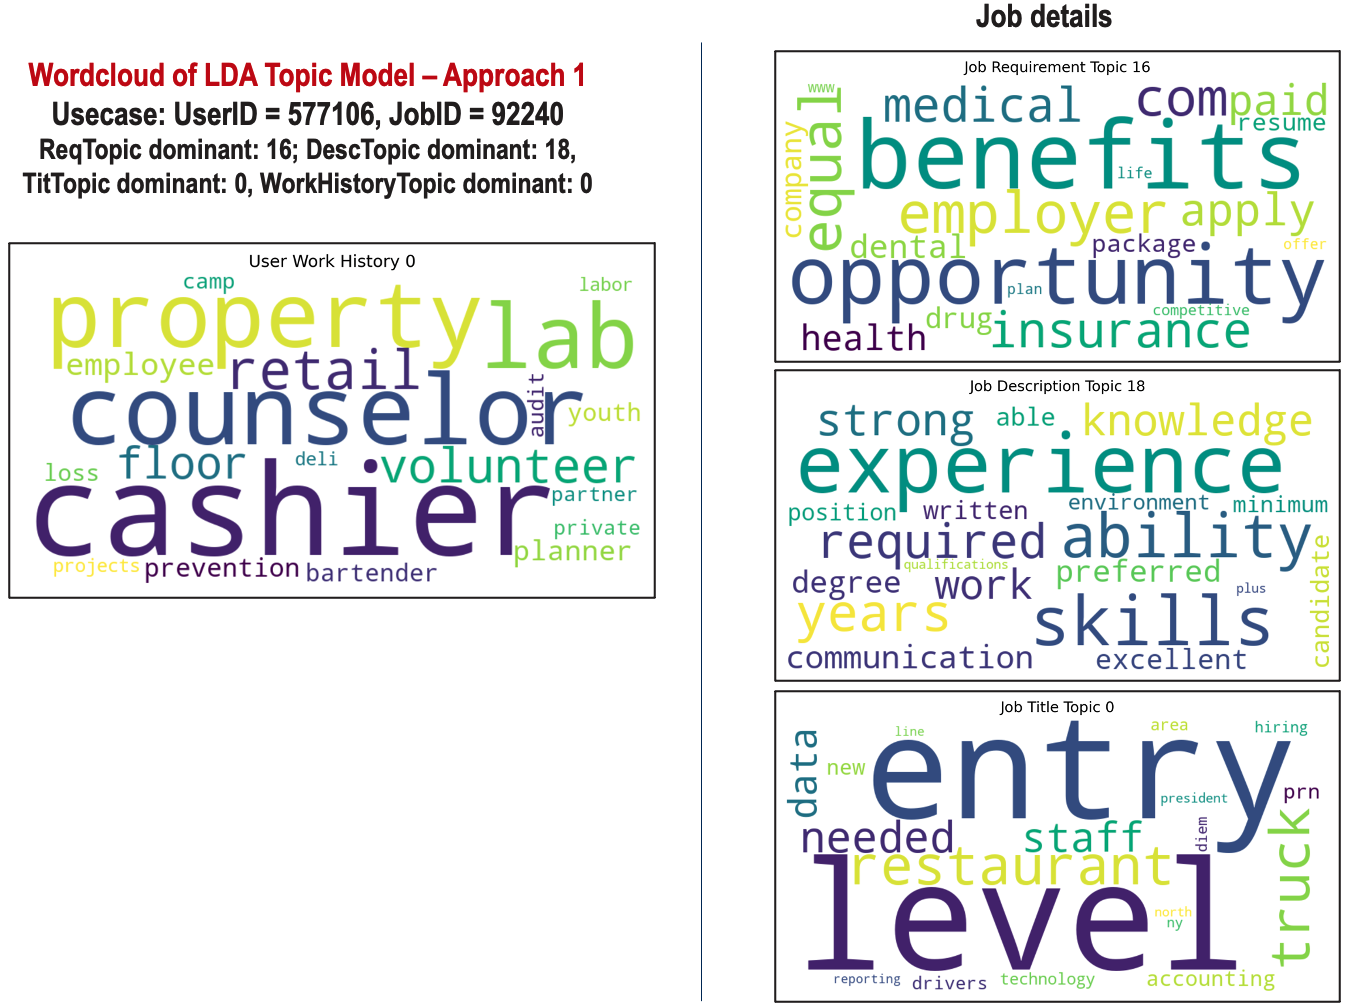 Job details
Wordcloud of LDA Topic Model – Approach 1
Usecase: UserID = 577106, JobID = 92240
ReqTopic dominant: 16; DescTopic dominant: 18,
TitTopic dominant: 0, WorkHistoryTopic dominant: 0
User Work History 0
camp
labor
property
lab
employee
retail
counselor
audit
youth
loss
floor
deli
volunteer
cashier
partner
private
planner
projects
prevention
bartender
Job Requirement Topic 16
www
medical
com
paid
resume
company
equal
benefits
life
employer
apply
dental
package
offer
opportunity
plan
competitive
health
drug
insurance
Job Description Topic 18
strong
able
knowledge
experience
position
written
environment
minimum
required
ability
qualifications
degree
work
preferred
plus
years
skills
candidate
communication
excellent
Job Title Topic 0
line
area
hiring
data
new
entry
president
prn
needed
staff
diem
truck
restaurant
level
north
ny
reporting
drivers
technology
accounting